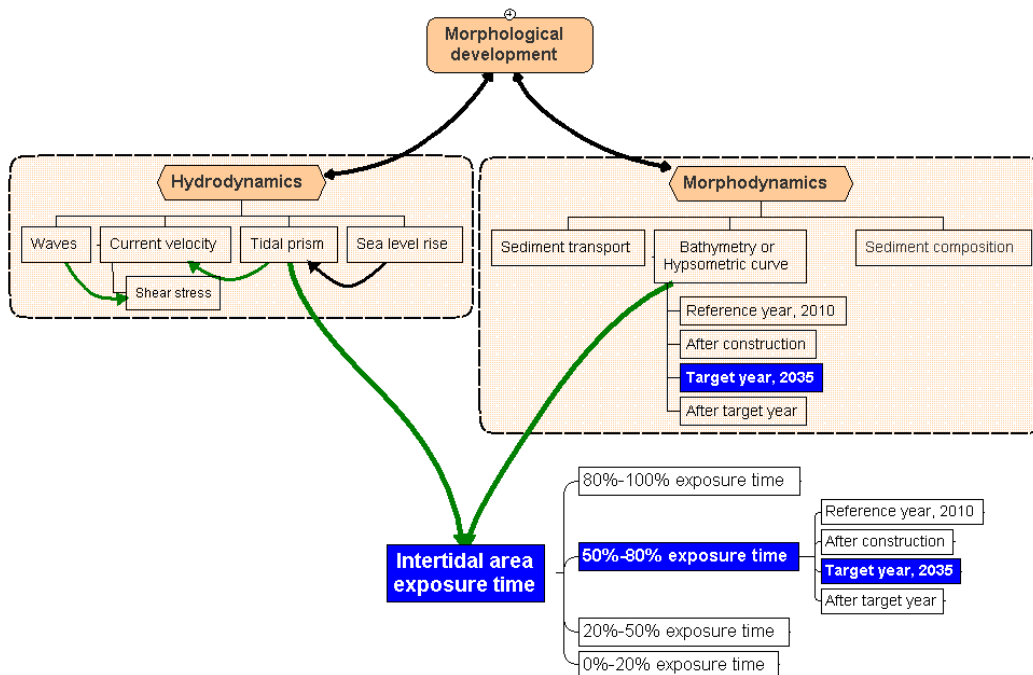 Morphological
development
Hydrodynamics
Morphodynamics
Waves
Current velocity
Tidal prism
Sea level rise
Shear stress
Sediment transport
Bathymetry or
Hypsometric curve
Sediment composition
Reference year, 2010
After construction
Target year, 2035
After target year
Intertidal area
exposure time
80%-100% exposure time
50%-80% exposure time
20%-50% exposure time
0%-20% exposure time
Reference year, 2010
After construction
Target year, 2035
After target year